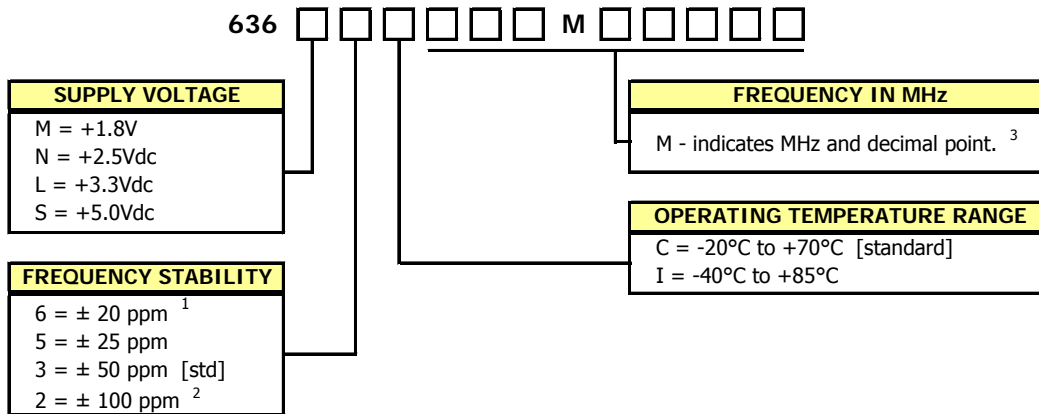 636 M
SUPPLY VOLTAGE
M = +1.8V
N = +2.5Vdc
L = +3.3Vdc
S = +5.0Vdc
FREQUENCY STABILITY
6 = ± 20 ppm 1
5 = ± 25 ppm
3 = ± 50 ppm [std]
2 = ± 100 ppm 2
FREQUENCY IN MHz
M - indicates MHz and decimal point. 3
OPERATING TEMPERATURE RANGE
C = -20°C to +70°C [standard]
I = -40°C to +85°C